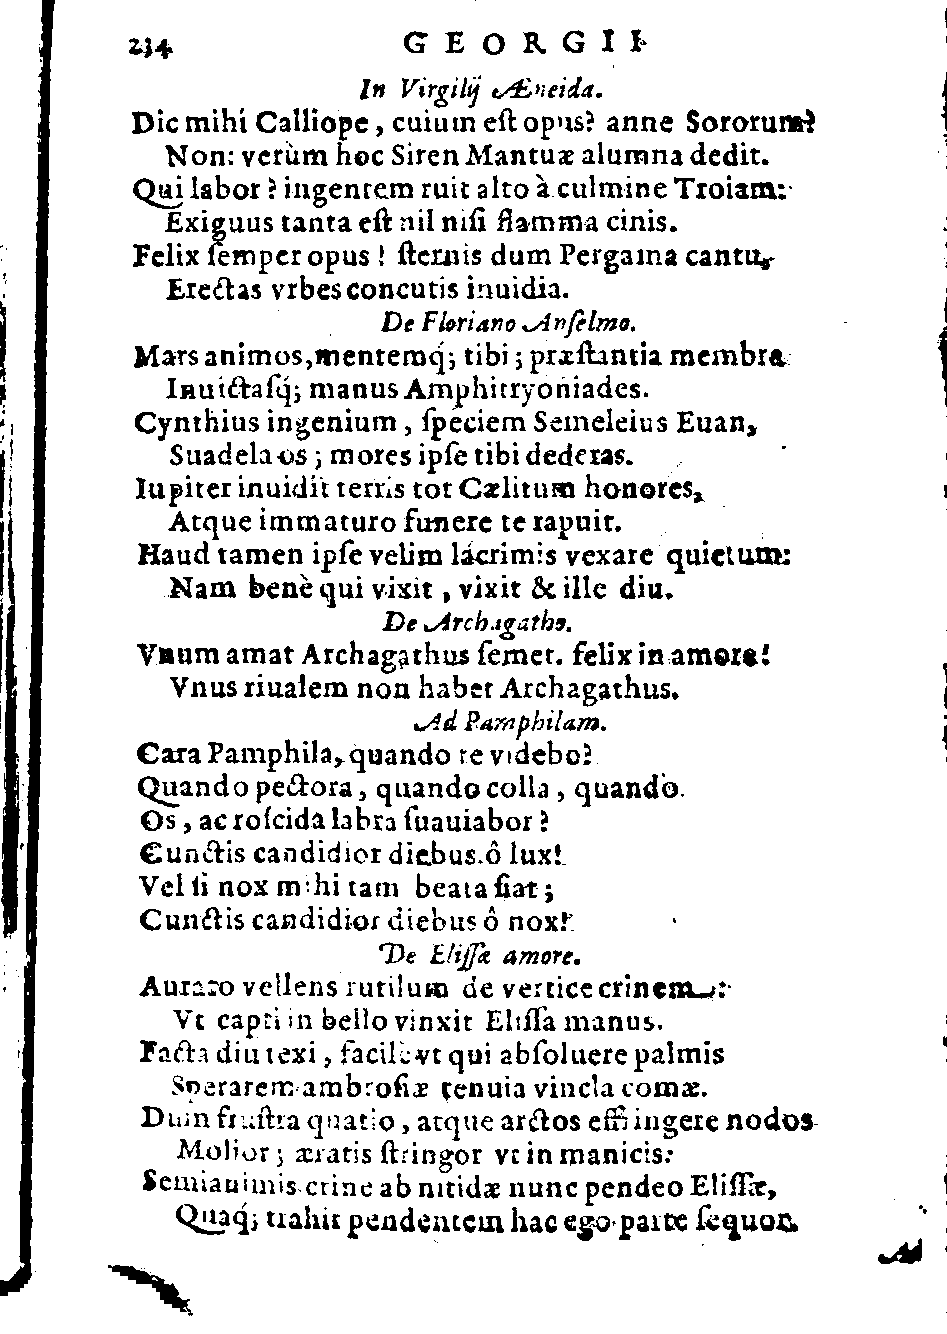 234 GEORGII
In Virgilij Æneida.
Dic mihi Calliope, cuium eſt opus? anne Sororum?
Non: verùm hoc Siren Mantuæ alumna dedit.
Qui labor? ingentem ruit alto à culmine Troiam:
Exiguus tanta eſt nil niſi flamma cinis.
Felix ſemper opus! ſternis dum Pergama cantu,
Erectas vrbes concutis inuidia.
De Floriano Anſelmo.
Mars animos, mentemq́; tibi; præſtantia membra
Inuictaſq́; manus Amphitryoniades.
Cynthius ingenium, ſpeciem Semeleius Euan,
Suadela os; mores ipſe tibi dederas.
Iupiter inuidit terris tot Cælitum honores,
Atque immaturo funere te rapuit.
Haud tamen ipſe velim lácrimis vexare quietum:
Nam benè qui vixit, vixit & ille diu.
De Archagatho.
Vnum amat Archagathus ſemet. felix in amore!
Vnus riualem non habet Archagathus.
Ad Pamphilam.
Cara Pamphila, quando te videbo?
Quando pectora, quando colla, quando
Os, ac roſcida labra ſuauiabor?
Cunctis candidior diebus ô lux!
Vel ſi nox mihi tam beata fiat;
Cunctis candidior diebus ô nox!
De Eliſſæ amore.
Aurato vellens rutilum de vertice crinem:
Vt capti in bello vinxit Eliſſa manus.
Facta diu texi, facilè vt qui abſoluere palmis
Sperarem ambroſiæ tenuia vincla comæ.
Dum fruſtra quatio, atque arctos effringere nodos
Molior; æratis ſtringor vt in manicis:
Semianimis crine ab nitidæ nunc pendeo Eliſſæ,
Quaq́; trahit pendentem hac ego parte ſequor.
Ad